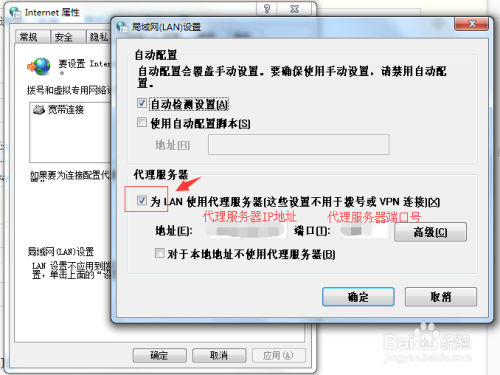 Internet 属性
常规 安全 隐私
要设置 Inter
拨号和虚拟专用网络
宽带连接
如果要为连接配置代
局域网(LAN)设置
LAN 设置不应用到拨
置，单击上面的“设
确定 取消 应用(A)
局域网(LAN)设置
自动配置
自动配置会覆盖手动设置。要确保使用手动设置，请禁用自动配
置。
自动检测设置(A)
使用自动配置脚本(S)
地址(R)
代理服务器
为 LAN 使用代理服务器(这些设置不用于拨号或 VPN 连接)(X)
代理服务器IP地址 代理服务器端口号
地址(E): 端口(T): 高级(C)
对于本地地址不使用代理服务器(B)
确定 取消
Baidu 经验
jingyan.baidu.com